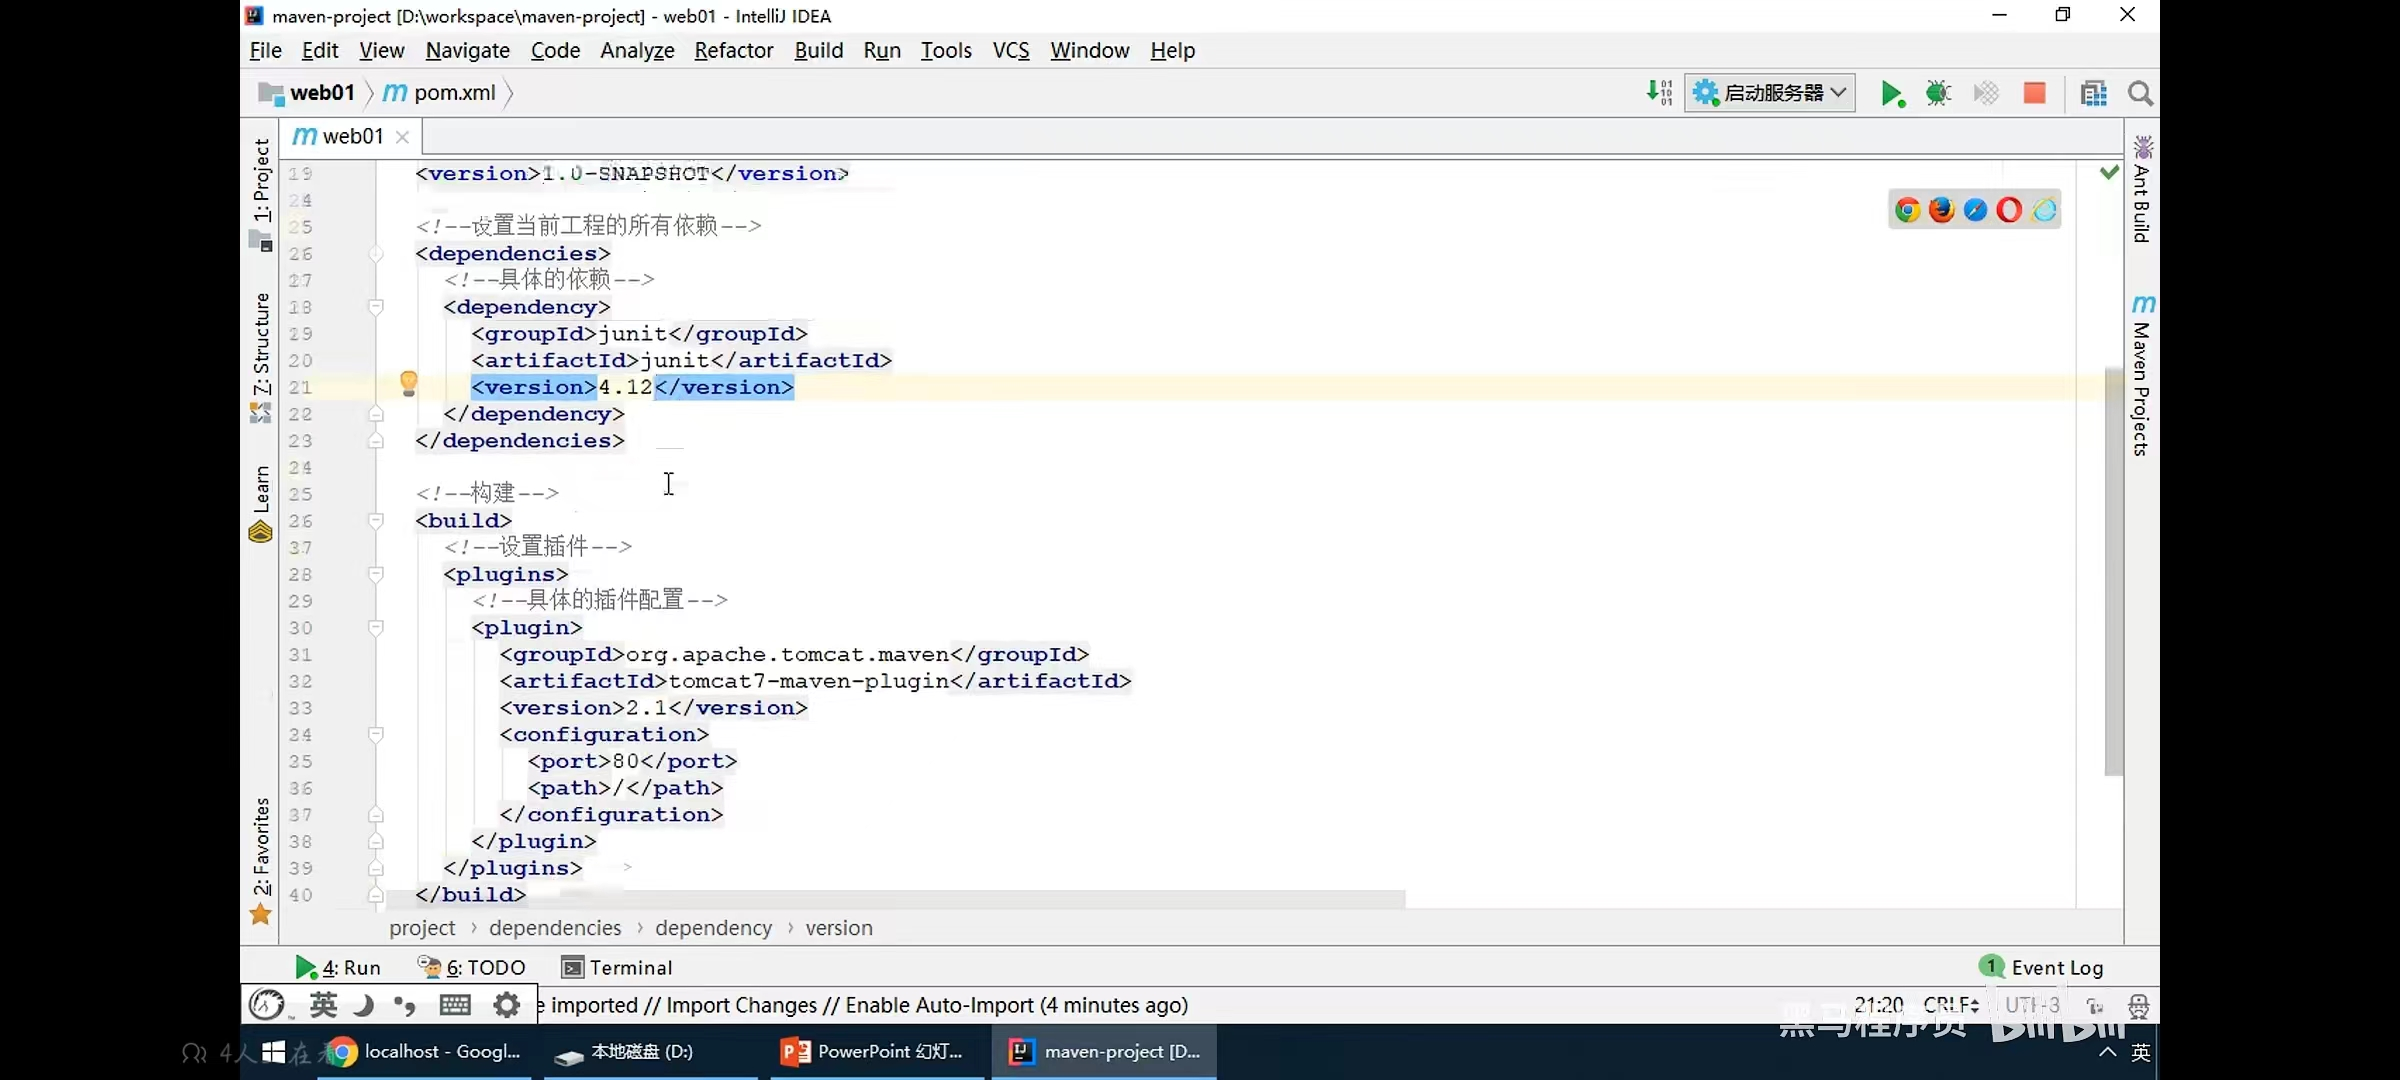 maven-project [D:\workspace\maven-project] - web01 - IntelliJ IDEA
File Edit View Navigate Code Analyze Refactor Build Run Tools VCS Window Help
web01 pom.xml
启动服务器
web01
1: Project
7: Structure
Learn
2: Favorites
Ant Build
Maven Projects
19 <version>1.0-SNAPSHOT</version>
24
25 <!--设置当前工程的所有依赖-->
26 <dependencies>
27 <!--具体的依赖-->
18 <dependency>
29 <groupId>junit</groupId>
20 <artifactId>junit</artifactId>
21 <version>4.12</version>
22 </dependency>
23 </dependencies>
24
25 <!--构建-->
26 <build>
37 <!--设置插件-->
28 <plugins>
29 <!--具体的插件配置-->
30 <plugin>
31 <groupId>org.apache.tomcat.maven</groupId>
32 <artifactId>tomcat7-maven-plugin</artifactId>
33 <version>2.1</version>
24 <configuration>
35 <port>80</port>
36 <path>/</path>
37 </configuration>
38 </plugin>
39 </plugins>
40 </build>
project › dependencies › dependency › version
4: Run 6: TODO Terminal 1 Event Log
英 e imported // Import Changes // Enable Auto-Import (4 minutes ago) 21:20 CRLF
黑马程序员 bilibili
4人在看 localhost - Googl... 本地磁盘 (D:) PowerPoint 幻灯... maven-project [D... 英